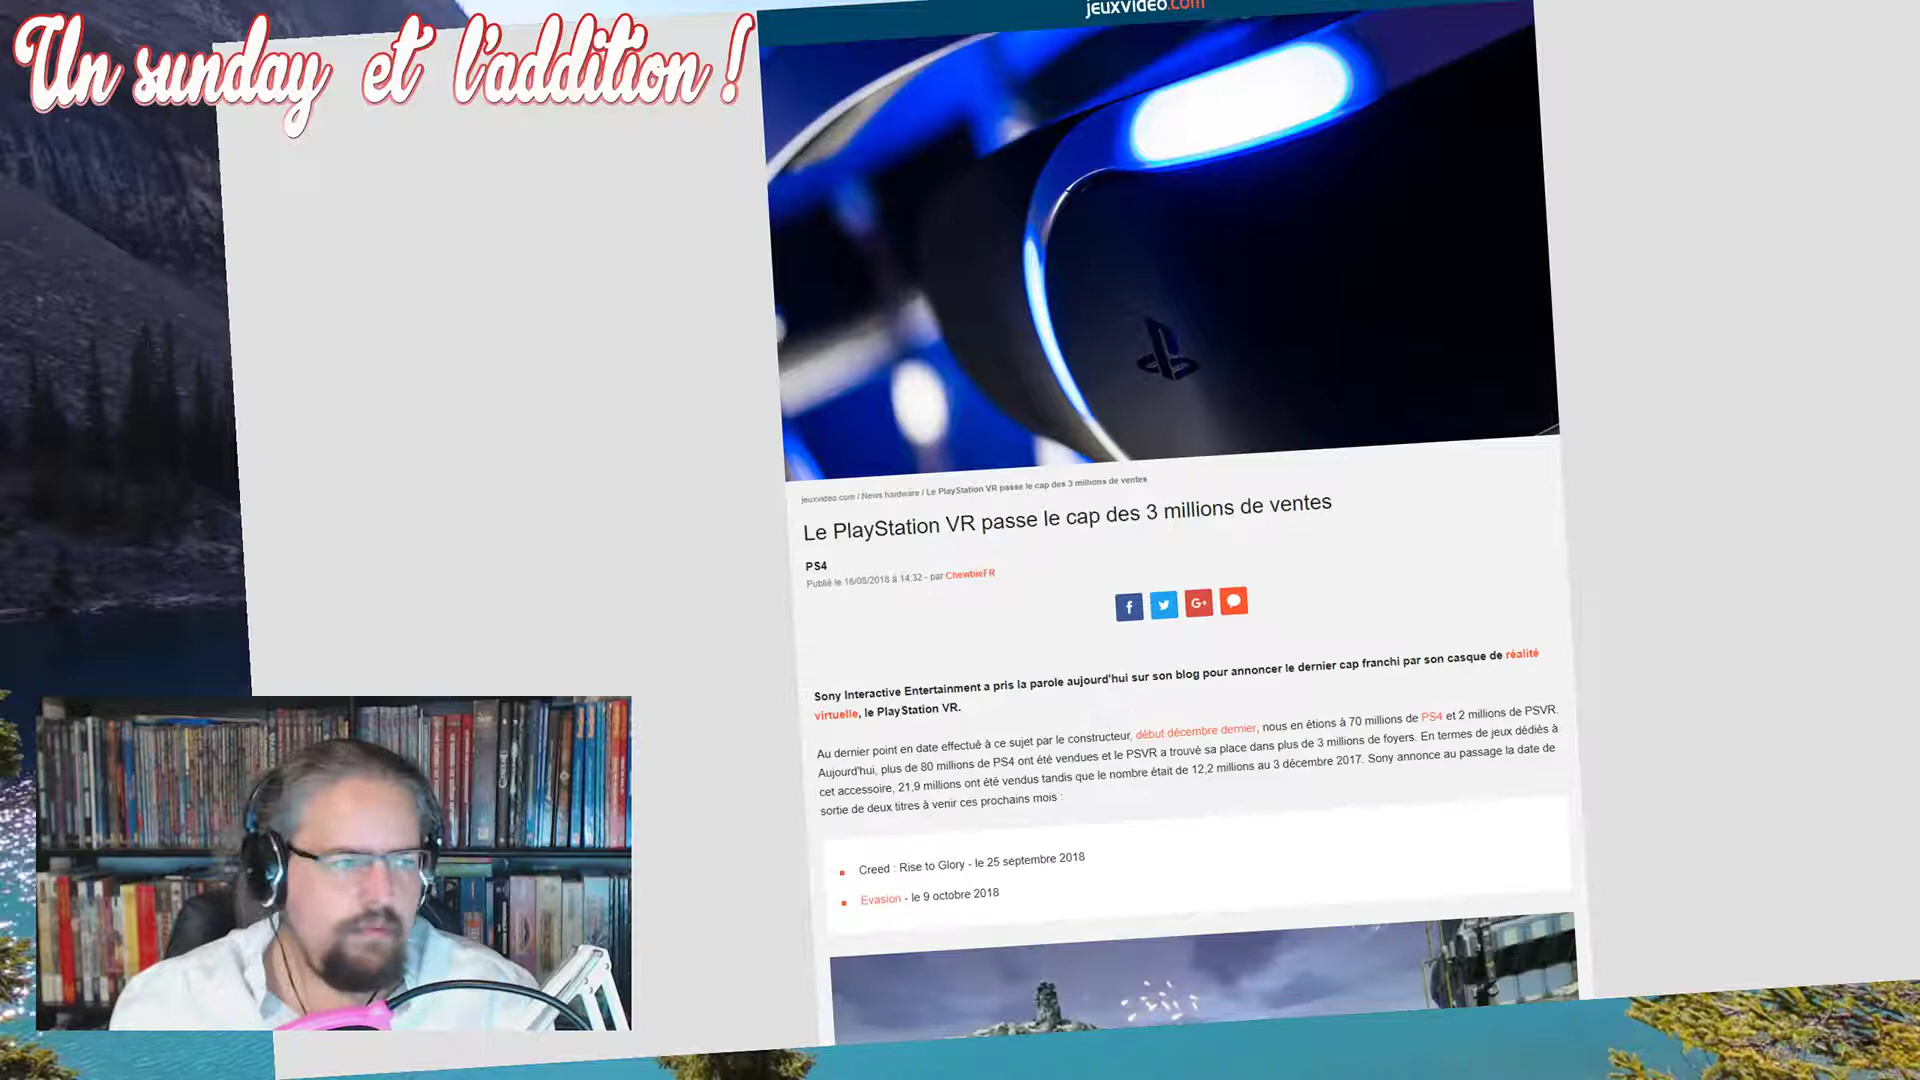 Un sunday et l'addition !
jeuxvideo.com
jeuxvideo.com / News hardware / Le PlayStation VR passe le cap des 3 millions de ventes
Le PlayStation VR passe le cap des 3 millions de ventes
PS4
Publié le 16/08/2018 à 14:32 - par ChewbieFR
f G+
Sony Interactive Entertainment a pris la parole aujourd'hui sur son blog pour annoncer le dernier cap franchi par son casque de réalité
virtuelle, le PlayStation VR.
Au dernier point en date effectué à ce sujet par le constructeur, début décembre dernier, nous en étions à 70 millions de PS4 et 2 millions de PSVR.
Aujourd'hui, plus de 80 millions de PS4 ont été vendues et le PSVR a trouvé sa place dans plus de 3 millions de foyers. En termes de jeux dédiés à
cet accessoire, 21,9 millions ont été vendus tandis que le nombre était de 12,2 millions au 3 décembre 2017. Sony annonce au passage la date de
sortie de deux titres à venir ces prochains mois :
Creed : Rise to Glory - le 25 septembre 2018
Evasion - le 9 octobre 2018